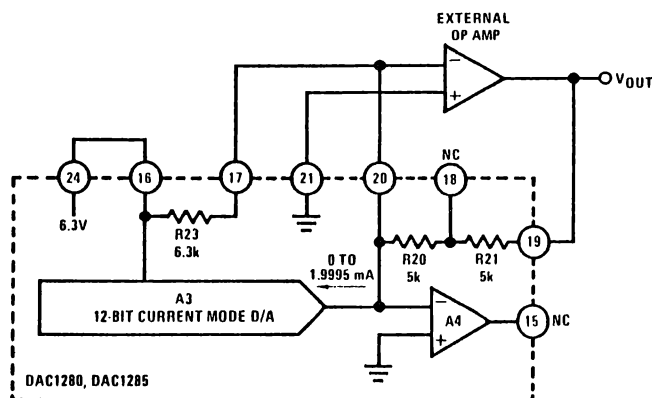 EXTERNAL
OP AMP
−
+
VOUT
NC
24
16
17
21
20
18
19
6.3V
R23
6.3k
0 TO
1.9995 mA
R20
5k
R21
5k
A3
12-BIT CURRENT MODE D/A
−
+
A4
15
NC
DAC1280, DAC1285